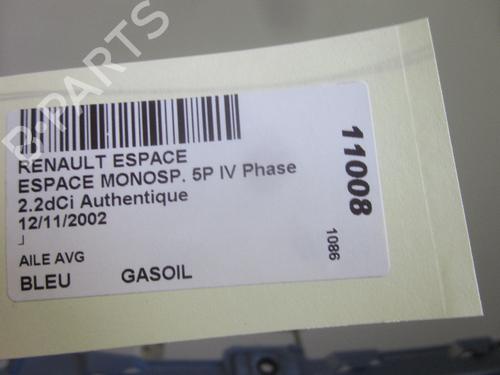 B-PARTS
RENAULT ESPACE
ESPACE MONOSP. 5P IV Phase
2.2dCi Authentique
12/11/2002
AILE AVG
BLEU GASOIL
11008
1086